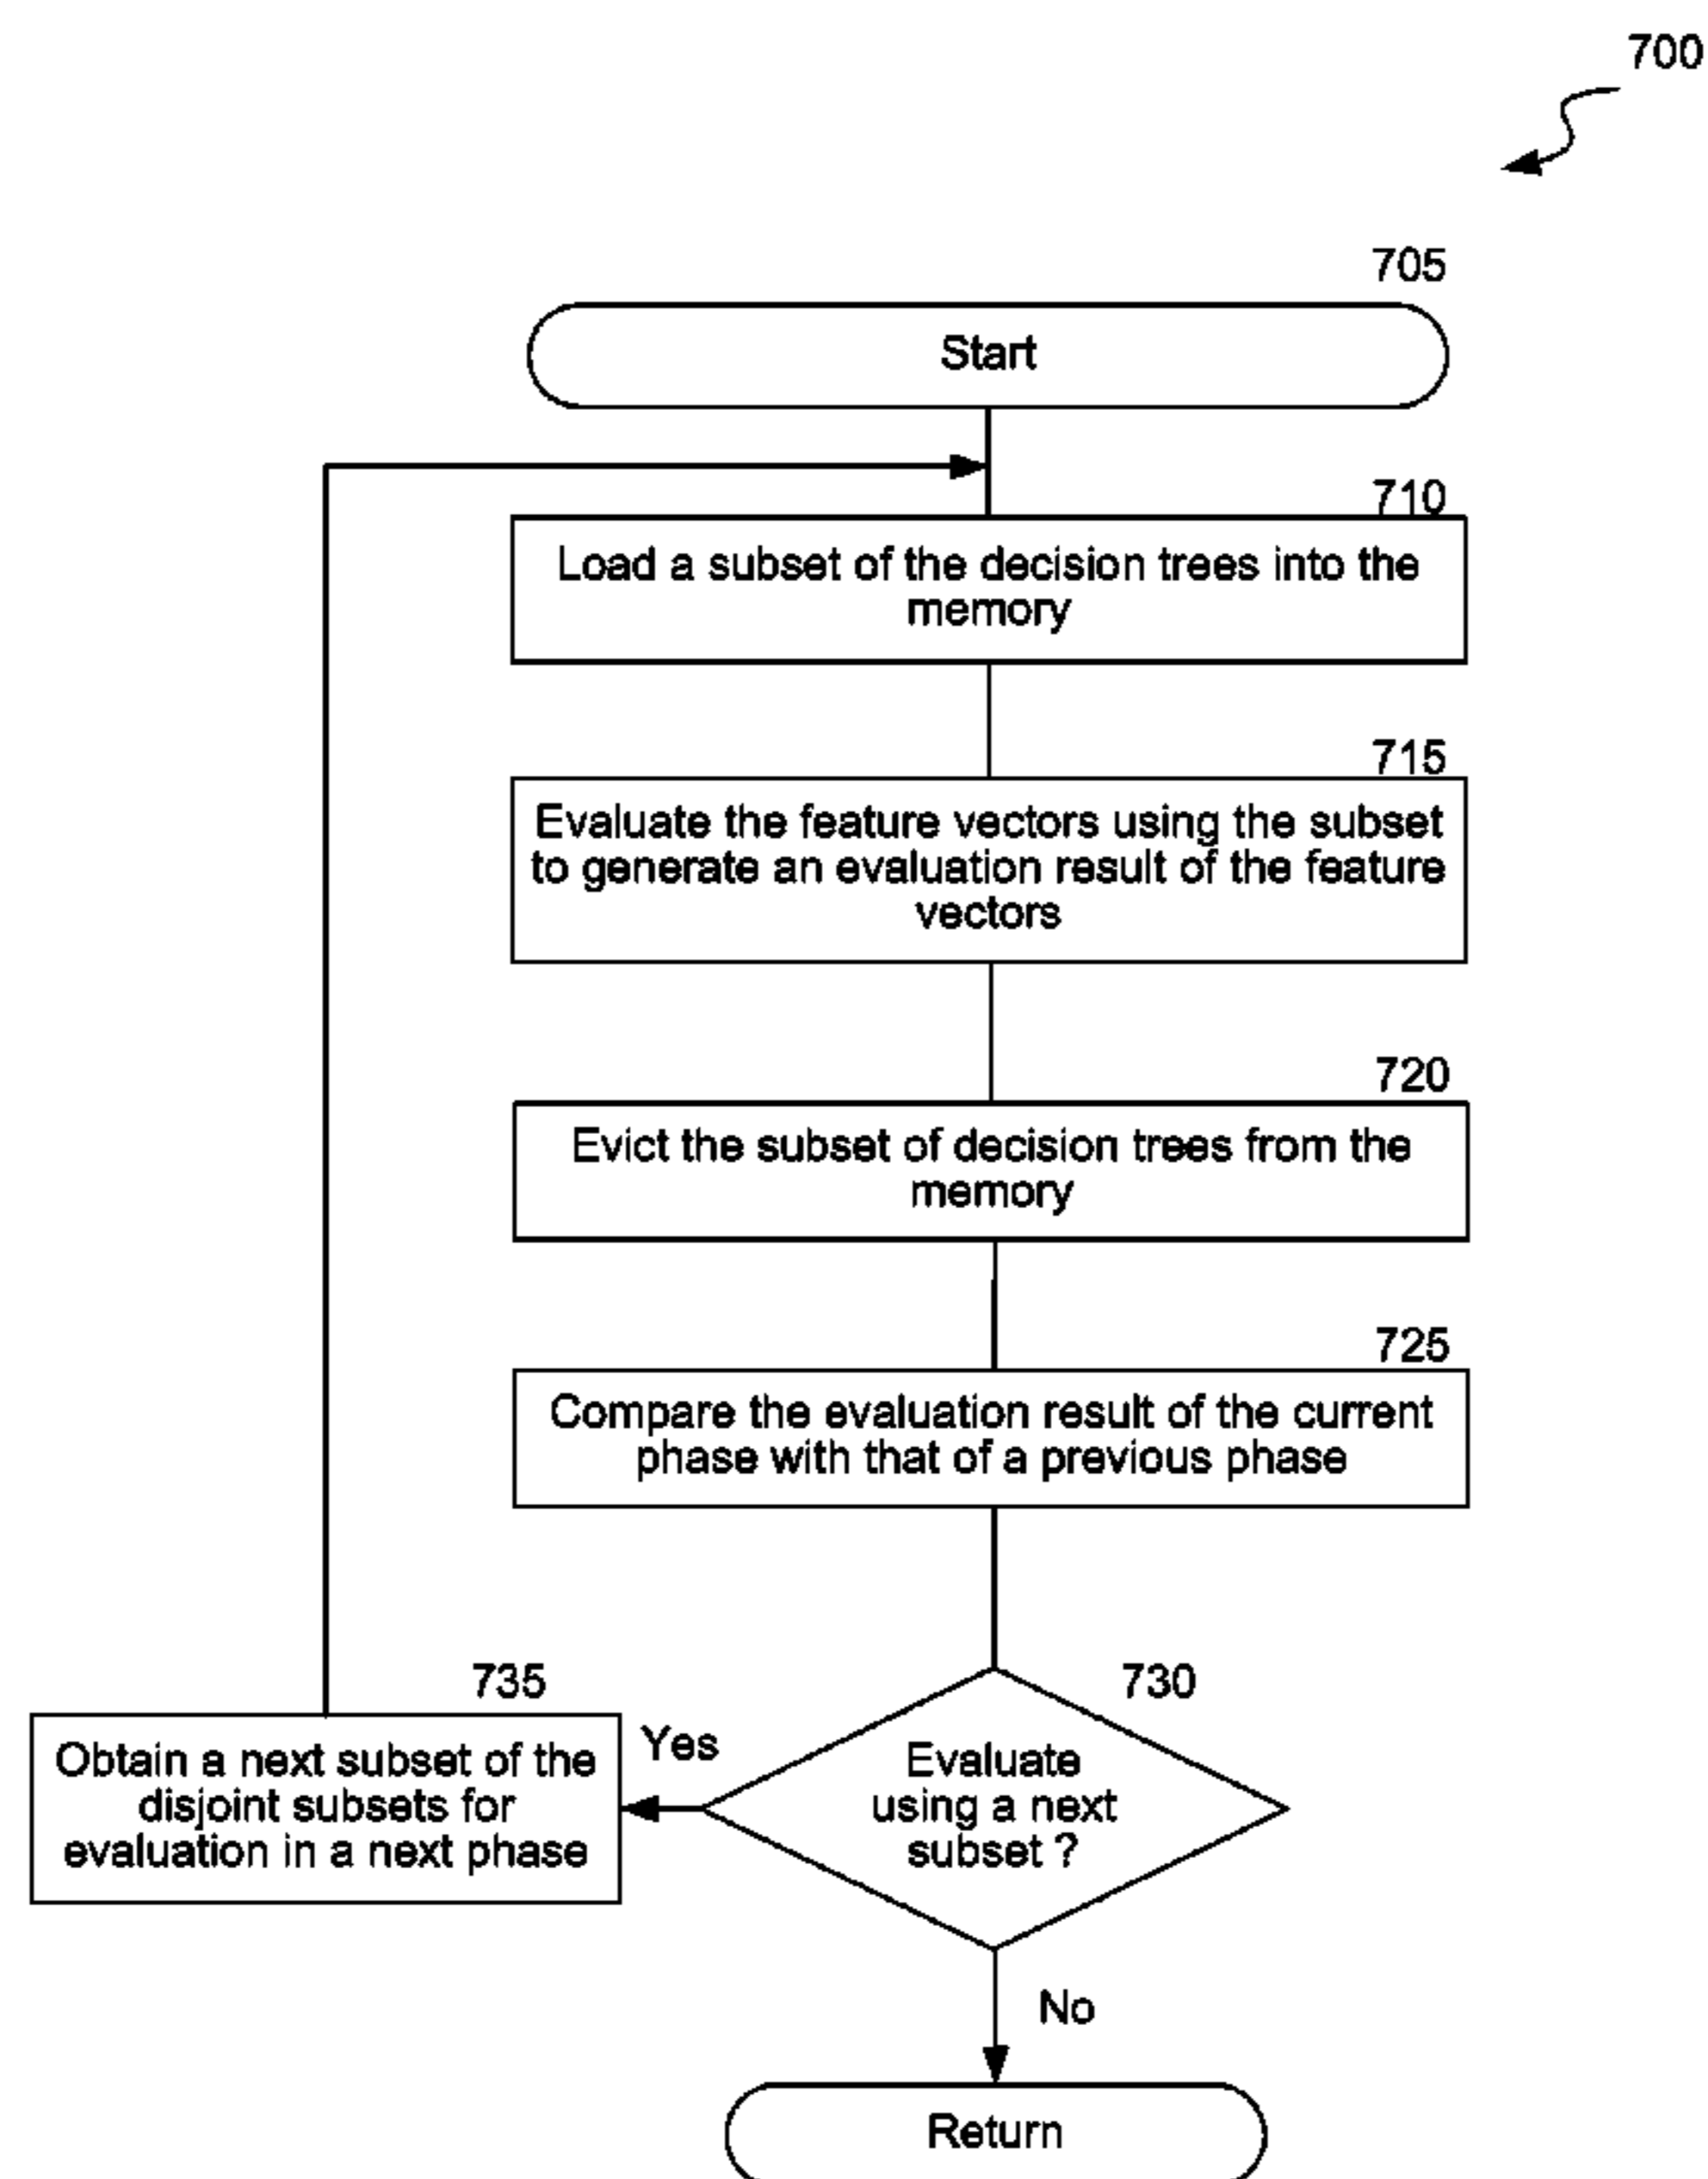 700
705
Start
710
Load a subset of the decision trees into the
memory
715
Evaluate the feature vectors using the subset
to generate an evaluation result of the feature
vectors
720
Evict the subset of decision trees from the
memory
725
Compare the evaluation result of the current
phase with that of a previous phase
730
Evaluate
using a next
subset ?
Yes
735
Obtain a next subset of the
disjoint subsets for
evaluation in a next phase
No
Return